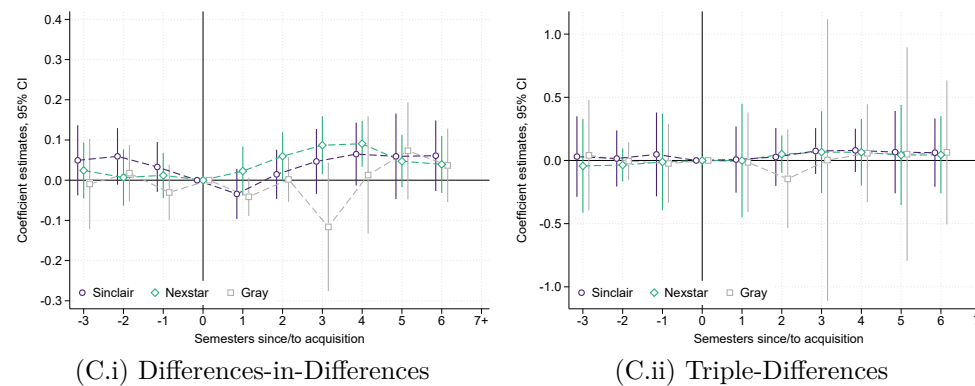 0.4
0.3
0.2
0.1
0.0
-0.1
-0.2
-0.3
Coefficient estimates, 95% CI
Sinclair Nexstar Gray
-3 -2 -1 0 1 2 3 4 5 6 7+
Semesters since/to acquisition
(C.i) Differences-in-Differences
1.0
0.5
0.0
-0.5
-1.0
Coefficient estimates, 95% CI
Sinclair Nexstar Gray
-3 -2 -1 0 1 2 3 4 5 6 7
Semesters since/to acquisition
(C.ii) Triple-Differences